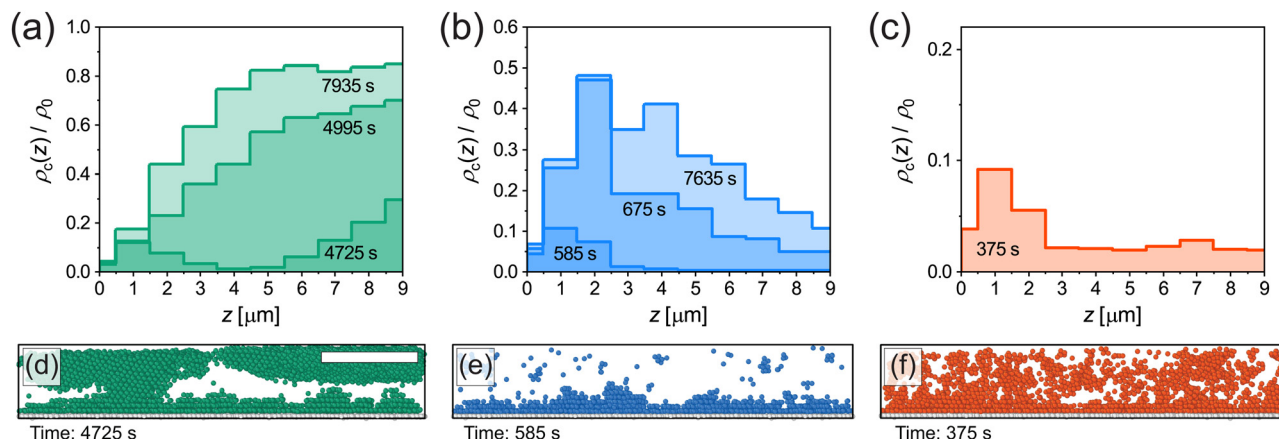 (a)
1.0
0.8
0.6
0.4
0.2
0.0
ρc(z) / ρ0
7935 s
4995 s
4725 s
0 1 2 3 4 5 6 7 8 9
z [μm]
(b)
0.6
0.5
0.4
0.3
0.2
0.1
0.0
ρc(z) / ρ0
7635 s
675 s
585 s
0 1 2 3 4 5 6 7 8 9
z [μm]
(c)
0.2
0.1
0.0
ρc(z) / ρ0
375 s
0 1 2 3 4 5 6 7 8 9
z [μm]
(d)
Time: 4725 s
(e)
Time: 585 s
(f)
Time: 375 s